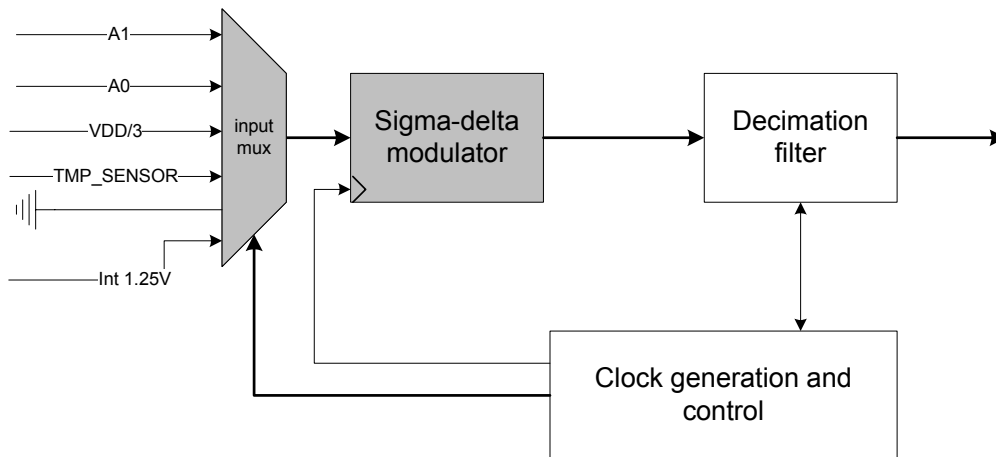 A1
A0
VDD/3
TMP_SENSOR
Int 1.25V
input
mux
Sigma-delta
modulator
Decimation
filter
Clock generation and
control